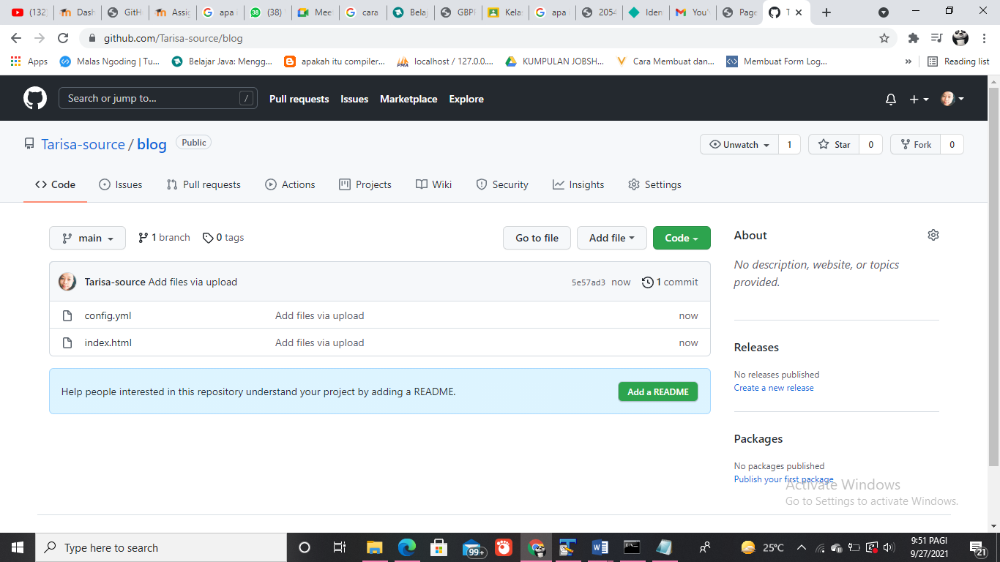 (132 Dash GitH Assig apa i (38) Mee cara Belaj GBPP Kela apa 2054 Iden You' Page T
github.com/Tarisa-source/blog
Apps Malas Ngoding | Tu... Belajar Java: Mengg... apakah itu compiler... localhost / 127.0.0.... KUMPULAN JOBSH... Cara Membuat dan... Membuat Form Log... » Reading list
Search or jump to... / Pull requests Issues Marketplace Explore
Tarisa-source / blog Public Unwatch 1 Star 0 Fork 0
Code Issues Pull requests Actions Projects Wiki Security Insights Settings
main 1 branch 0 tags Go to file Add file Code About
No description, website, or topics
provided.
Tarisa-source Add files via upload 5e57ad3 now 1 commit
config.yml Add files via upload now
index.html Add files via upload now
Help people interested in this repository understand your project by adding a README. Add a README
Releases
No releases published
Create a new release
Packages
No packages published
Publish your first package
Activate Windows
Go to Settings to activate Windows.
Type here to search 99+ 25°C 9:51 PAGI
9/27/2021 21